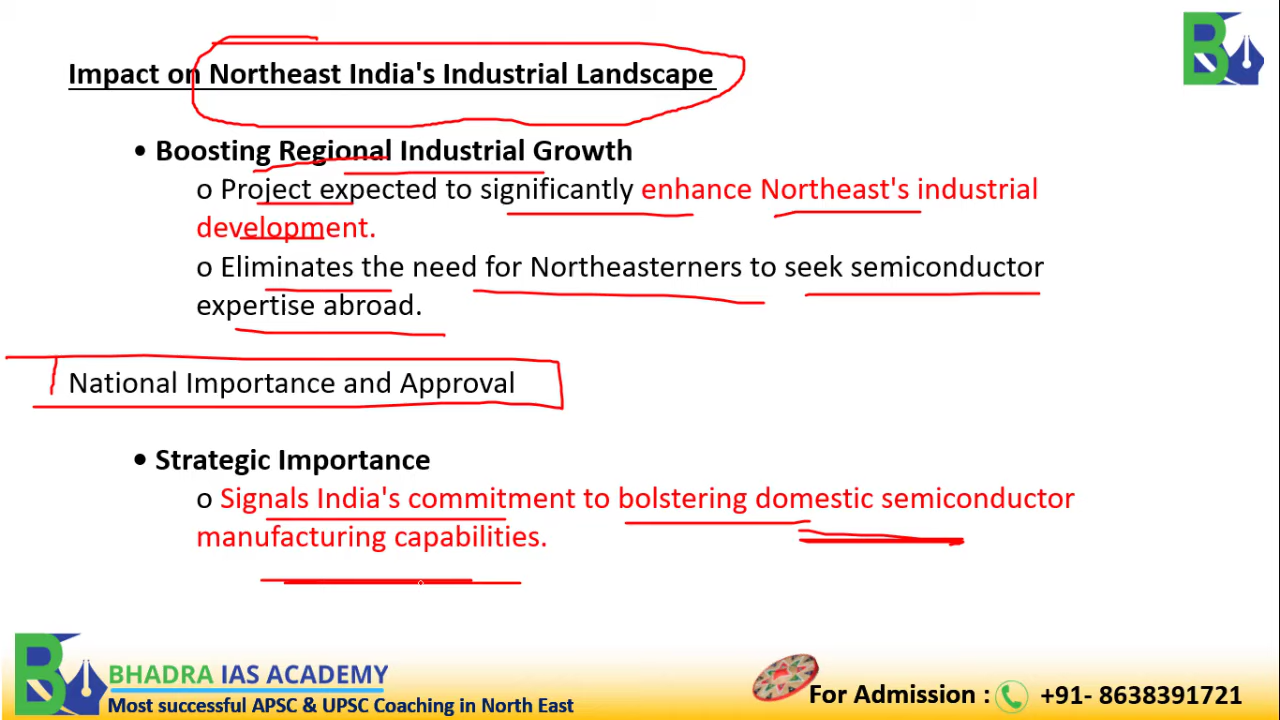 Impact on Northeast India's Industrial Landscape
• Boosting Regional Industrial Growth
o Project expected to significantly enhance Northeast's industrial
development.
o Eliminates the need for Northeasterners to seek semiconductor
expertise abroad.
National Importance and Approval
• Strategic Importance
o Signals India's commitment to bolstering domestic semiconductor
manufacturing capabilities.
BHADRA IAS ACADEMY
Most successful APSC & UPSC Coaching in North East
For Admission : +91- 8638391721